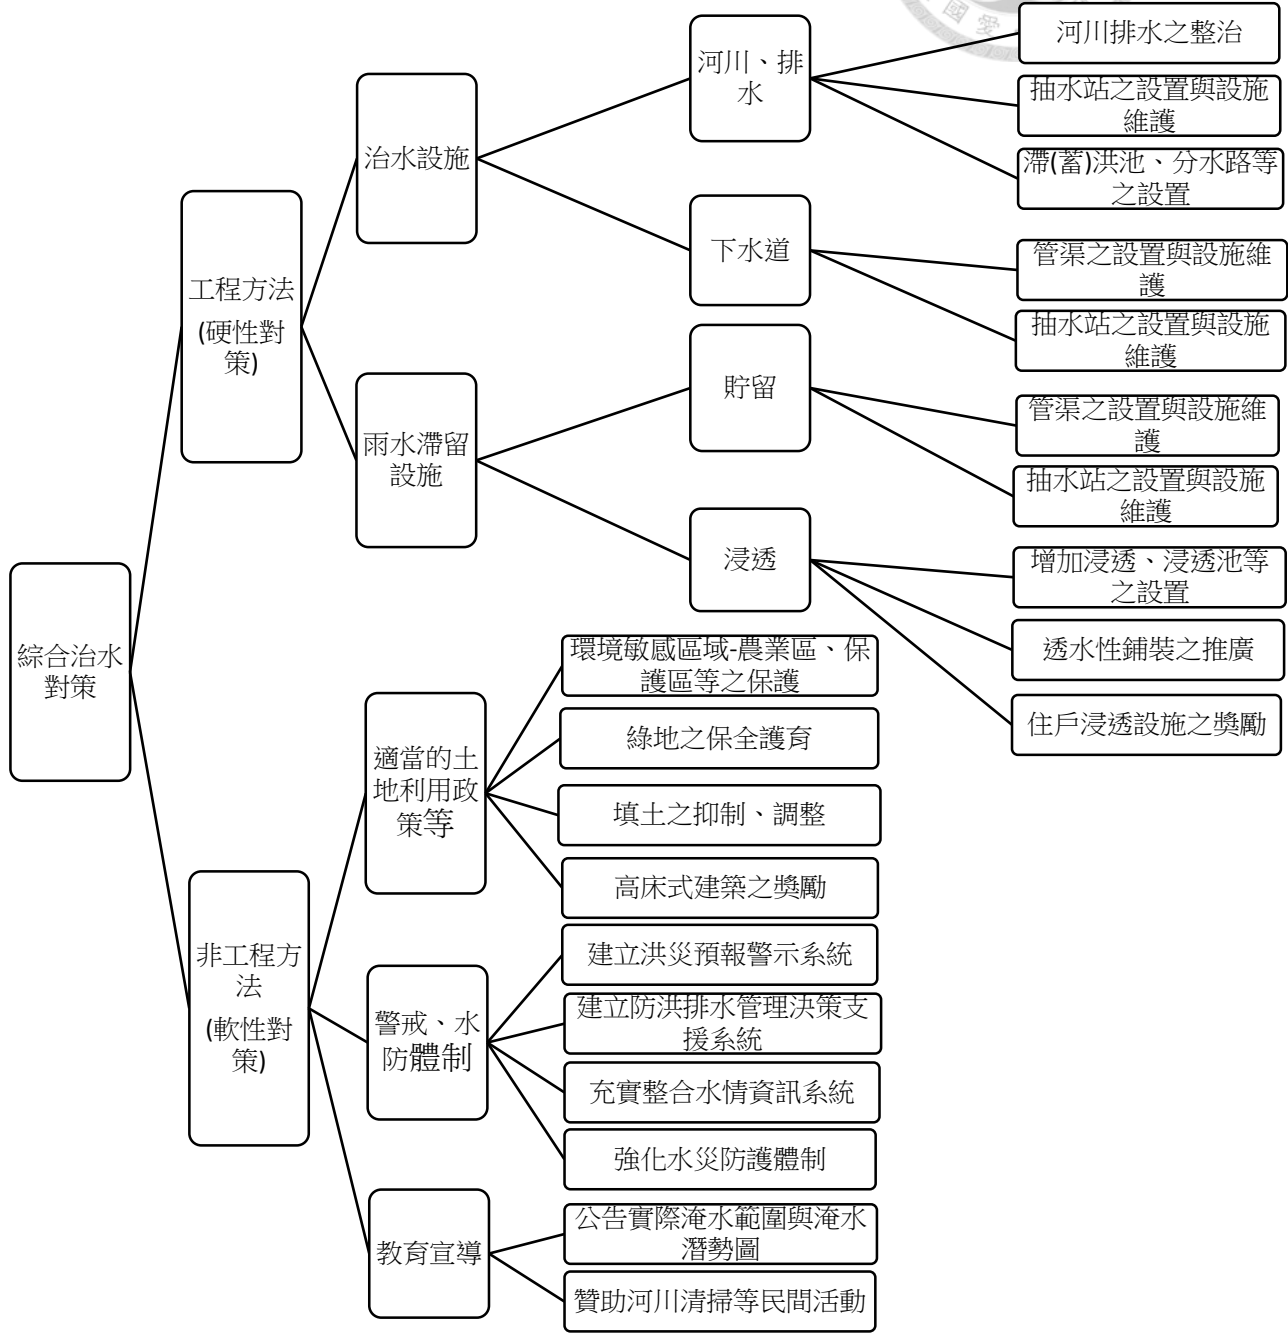 國 愛
綜合治水
對策
工程方法
(硬性對
策)
治水設施
河川、排
水
河川排水之整治
抽水站之設置與設施
維護
滯(蓄)洪池、分水路等
之設置
下水道
管渠之設置與設施維
護
抽水站之設置與設施
維護
雨水滯留
設施
貯留
管渠之設置與設施維
護
抽水站之設置與設施
維護
浸透
增加浸透、浸透池等
之設置
透水性鋪裝之推廣
住戶浸透設施之獎勵
非工程方
法
(軟性對
策)
適當的土
地利用政
策等
環境敏感區域-農業區、保
護區等之保護
綠地之保全護育
填土之抑制、調整
高床式建築之獎勵
警戒、水
防體制
建立洪災預報警示系統
建立防洪排水管理決策支
援系統
充實整合水情資訊系統
強化水災防護體制
教育宣導
公告實際淹水範圍與淹水
潛勢圖
贊助河川清掃等民間活動